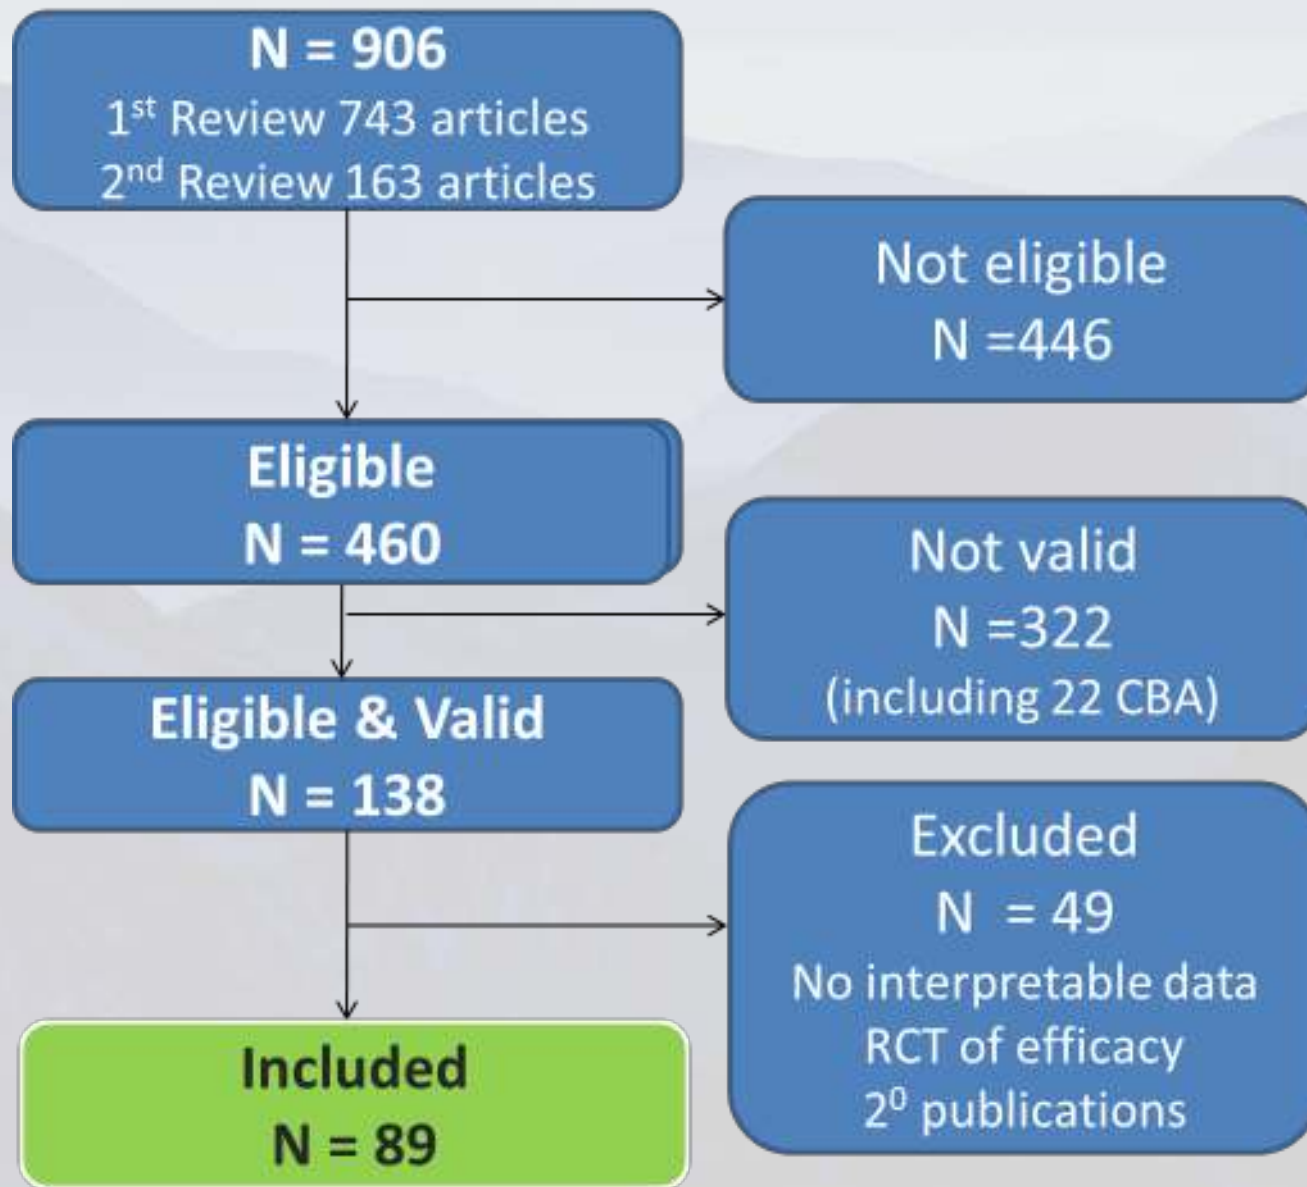 N = 906
1st Review 743 articles
2nd Review 163 articles
Not eligible
N =446
Eligible
N = 460
Not valid
N =322
(including 22 CBA)
Eligible & Valid
N = 138
Excluded
N = 49
No interpretable data
RCT of efficacy
2⁰ publications
Included
N = 89